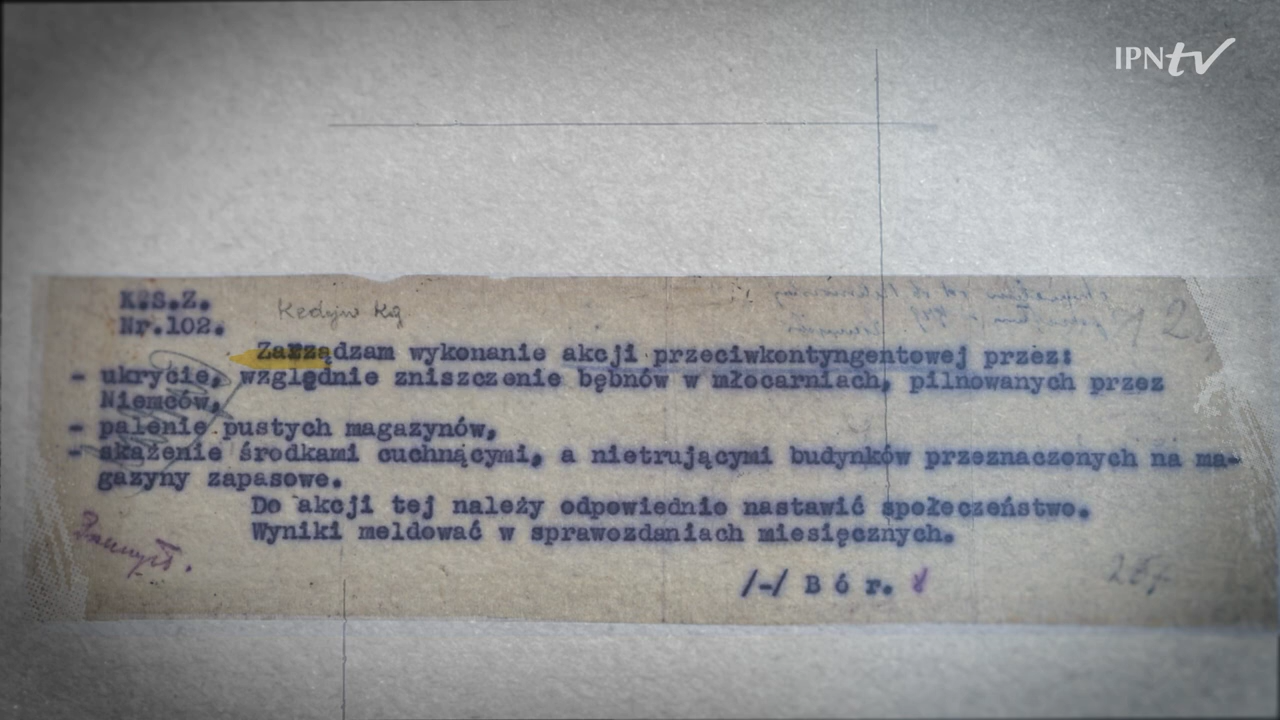 IPNtv
K.S.Z.
Nr.102.
Kedyw Kg
Zarządzam wykonanie akcji przeciwkontyngentowej przez:
- ukrycie, względnie zniszczenie bębnów w młocarniach, pilnowanych przez
Niemców,
- palenie pustych magazynów,
- skażenie środkami cuchnącymi, a nietrującymi budynków przeznaczonych na ma-
gazyny zapasowe.
Do akcji tej należy odpowiednio nastawić społeczeństwo.
Wyniki meldować w sprawozdaniach miesięcznych.
/-/ B ó r.